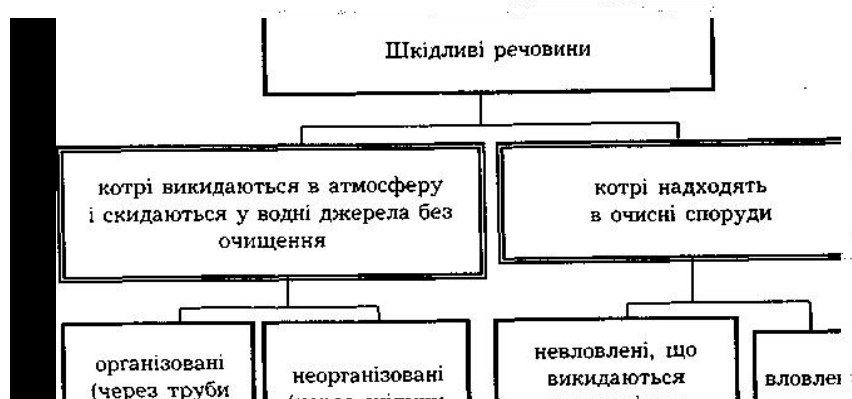 Шкідливі речовини
котрі викидаються в атмосферу
і скидаються у водні джерела без
очищення
котрі надходять
в очисні споруди
організовані
(через труби
неорганізовані
невловлені, що
викидаються